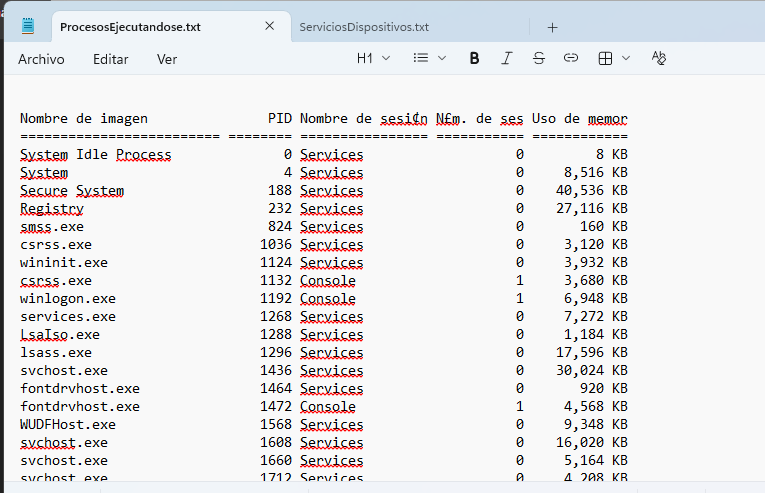 ProcesosEjecutandose.txt
ServiciosDispositivos.txt
Archivo Editar Ver H1 B I S
Nombre de imagen PID Nombre de sesi¢n N£m. de ses Uso de memor
========================= ======== ================ =========== ============
System Idle Process 0 Services 0 8 KB
System 4 Services 0 8,516 KB
Secure System 188 Services 0 40,536 KB
Registry 232 Services 0 27,116 KB
smss.exe 824 Services 0 160 KB
csrss.exe 1036 Services 0 3,120 KB
wininit.exe 1124 Services 0 3,932 KB
csrss.exe 1132 Console 1 3,680 KB
winlogon.exe 1192 Console 1 6,948 KB
services.exe 1268 Services 0 7,272 KB
LsaIso.exe 1288 Services 0 1,184 KB
lsass.exe 1296 Services 0 17,596 KB
svchost.exe 1436 Services 0 30,024 KB
fontdrvhost.exe 1464 Services 0 920 KB
fontdrvhost.exe 1472 Console 1 4,568 KB
WUDFHost.exe 1568 Services 0 9,348 KB
svchost.exe 1608 Services 0 16,020 KB
svchost.exe 1660 Services 0 5,164 KB
svchost.exe 1712 Services 0 4,208 KB